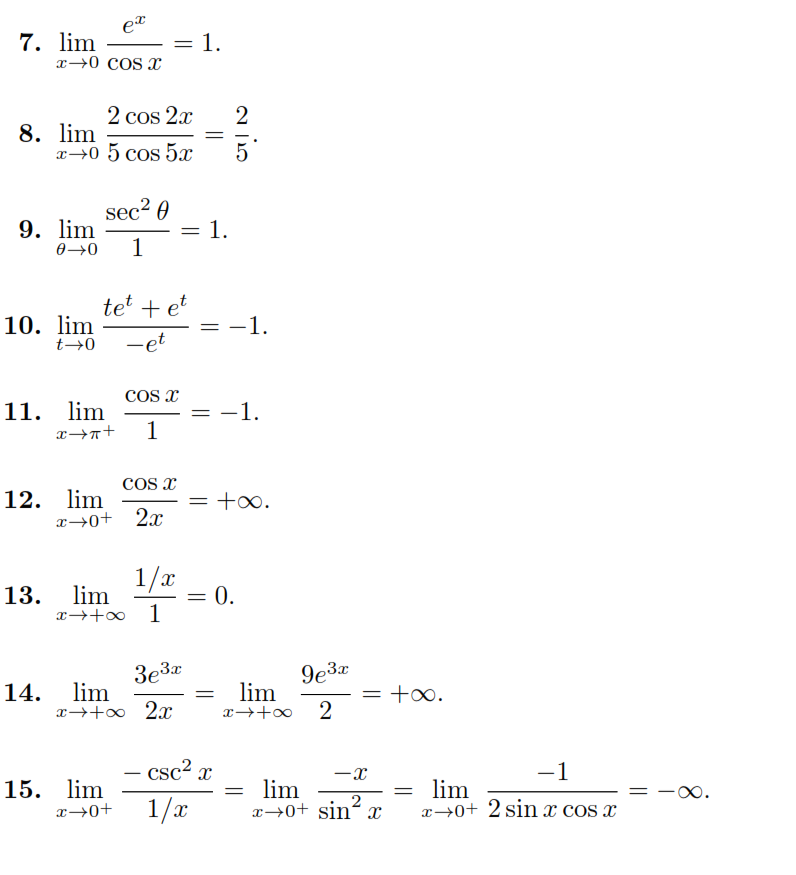 7. $\lim_{x \to 0} \frac{e^x}{\cos x} = 1.$
8. $\lim_{x \to 0} \frac{2 \cos 2x}{5 \cos 5x} = \frac{2}{5}.$
9. $\lim_{\theta \to 0} \frac{\sec^2 \theta}{1} = 1.$
10. $\lim_{t \to 0} \frac{te^t + e^t}{-e^t} = -1.$
11. $\lim_{x \to \pi^+} \frac{\cos x}{1} = -1.$
12. $\lim_{x \to 0^+} \frac{\cos x}{2x} = +\infty.$
13. $\lim_{x \to +\infty} \frac{1/x}{1} = 0.$
14. $\lim_{x \to +\infty} \frac{3e^{3x}}{2x} = \lim_{x \to +\infty} \frac{9e^{3x}}{2} = +\infty.$
15. $\lim_{x \to 0^+} \frac{-\csc^2 x}{1/x} = \lim_{x \to 0^+} \frac{-x}{\sin^2 x} = \lim_{x \to 0^+} \frac{-1}{2 \sin x \cos x} = -\infty.$